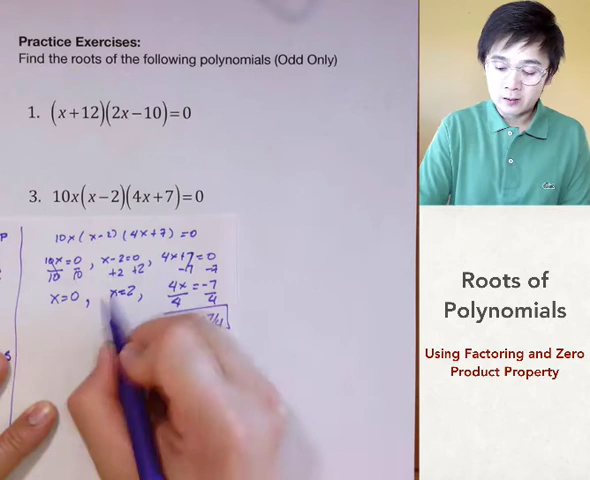 Practice Exercises:
Find the roots of the following polynomials (Odd Only)
1. (x+12)(2x−10)=0
3. 10x(x−2)(4x+7)=0
10x(x-2)(4x+7)=0
10x=0, x-2=0, 4x+7=0
10 10 +2 +2 -7 -7
x=0, x=2, 4x=-7
4 4
7/4
Roots of
Polynomials
Using Factoring and Zero
Product Property